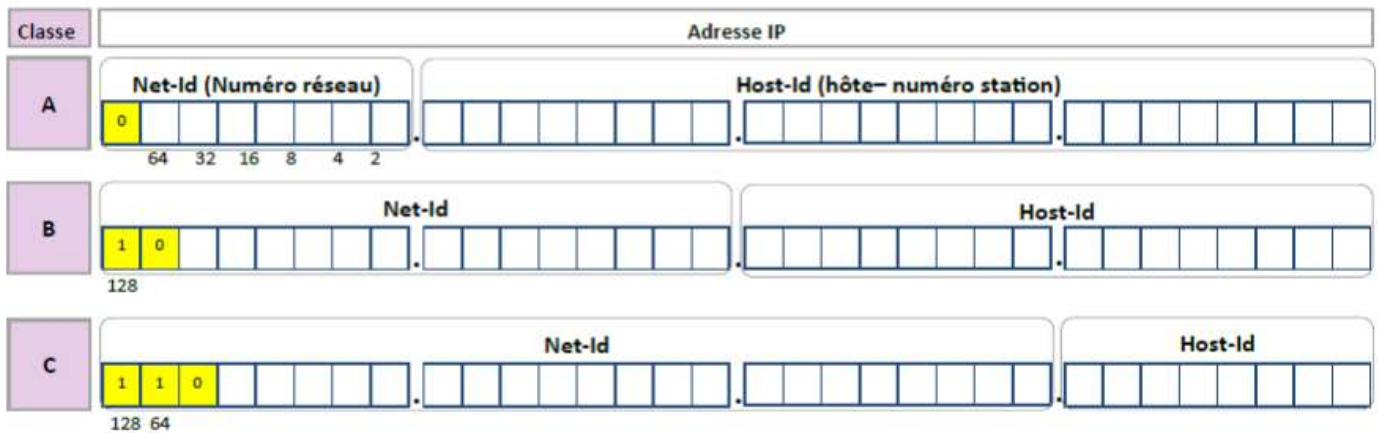 Classe Adresse IP
A Net-Id (Numéro réseau) Host-Id (hôte– numéro station)
0 . . .
64 32 16 8 4 2
B Net-Id Host-Id
1 0 . . .
128
C Net-Id Host-Id
1 1 0 . . .
128 64